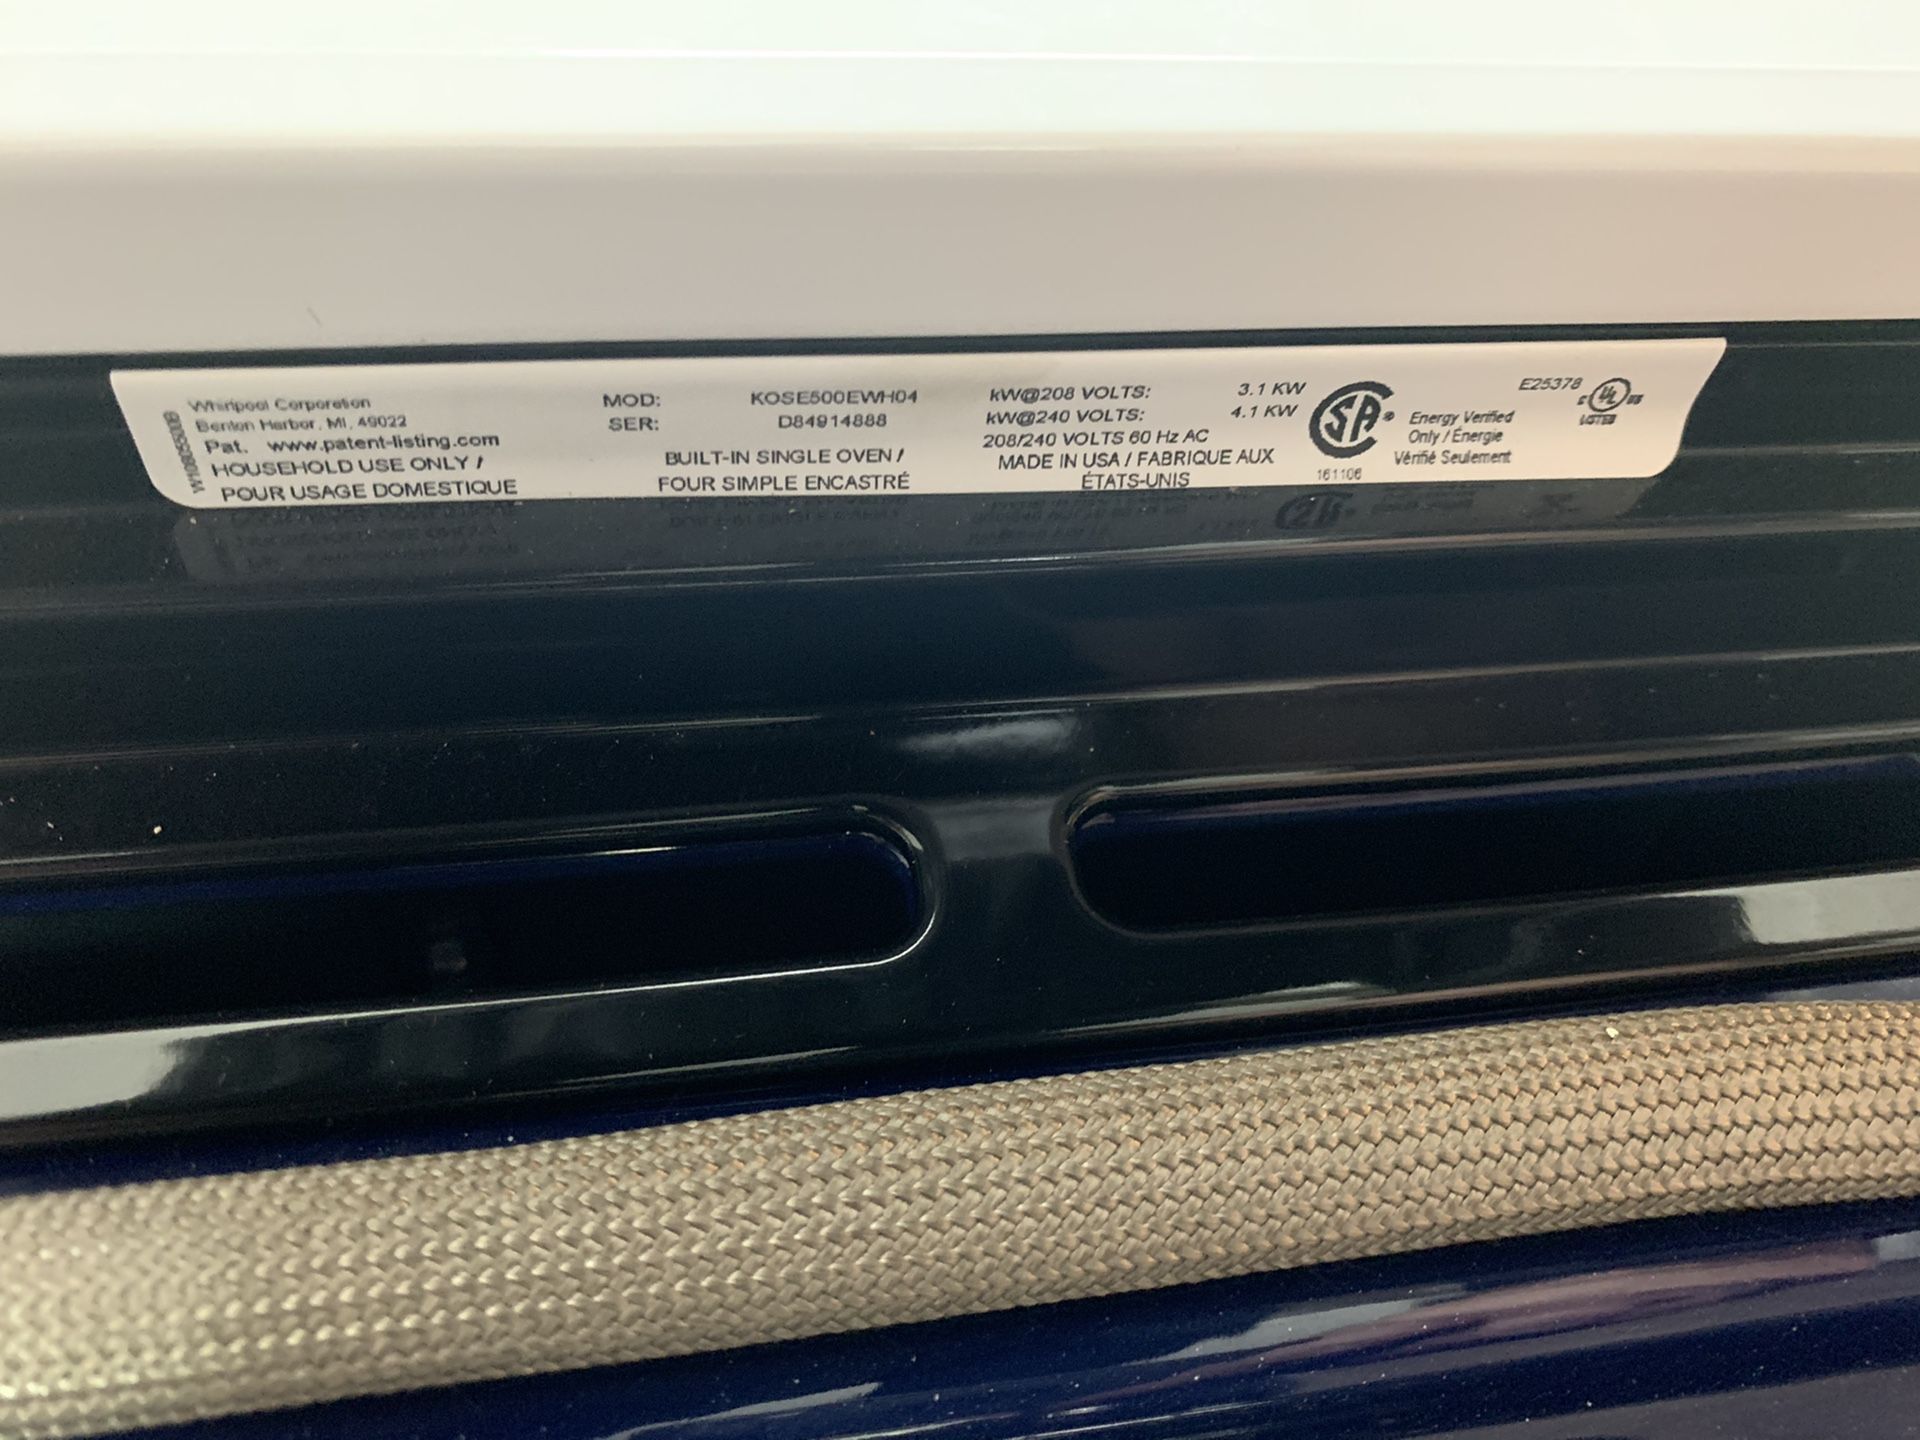 Whirlpool Corporation
Benton Harbor, MI, 49022
Pat. www.patent-listing.com
HOUSEHOLD USE ONLY /
POUR USAGE DOMESTIQUE
MOD: KOSE500EWH04
SER: D84914888
BUILT-IN SINGLE OVEN /
FOUR SIMPLE ENCASTRÉ
kW@208 VOLTS: 3.1 KW
kW@240 VOLTS: 4.1 KW
208/240 VOLTS 60 Hz AC
MADE IN USA / FABRIQUE AUX
ÉTATS-UNIS
SA ®
161106
Energy Verified
Only / Énergie
Vérifié Seulement
E25378
C UL US
LISTED